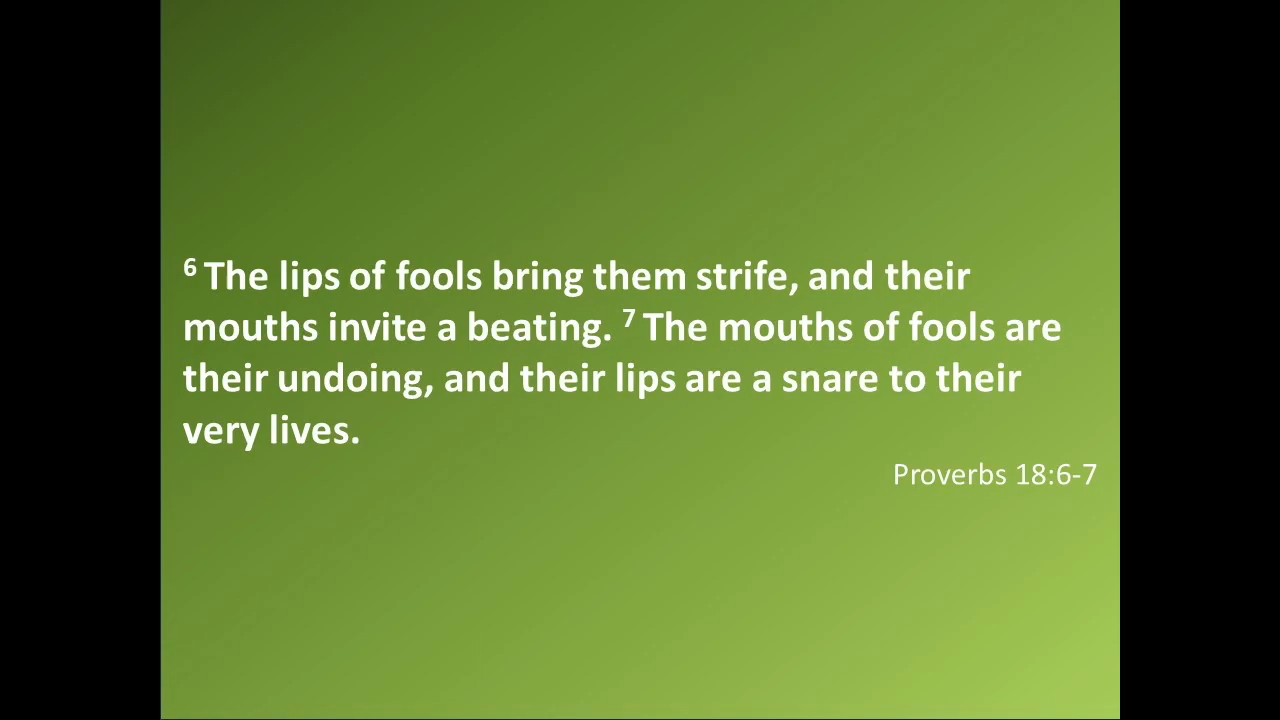 6 The lips of fools bring them strife, and their
mouths invite a beating. 7 The mouths of fools are
their undoing, and their lips are a snare to their
very lives.
Proverbs 18:6-7